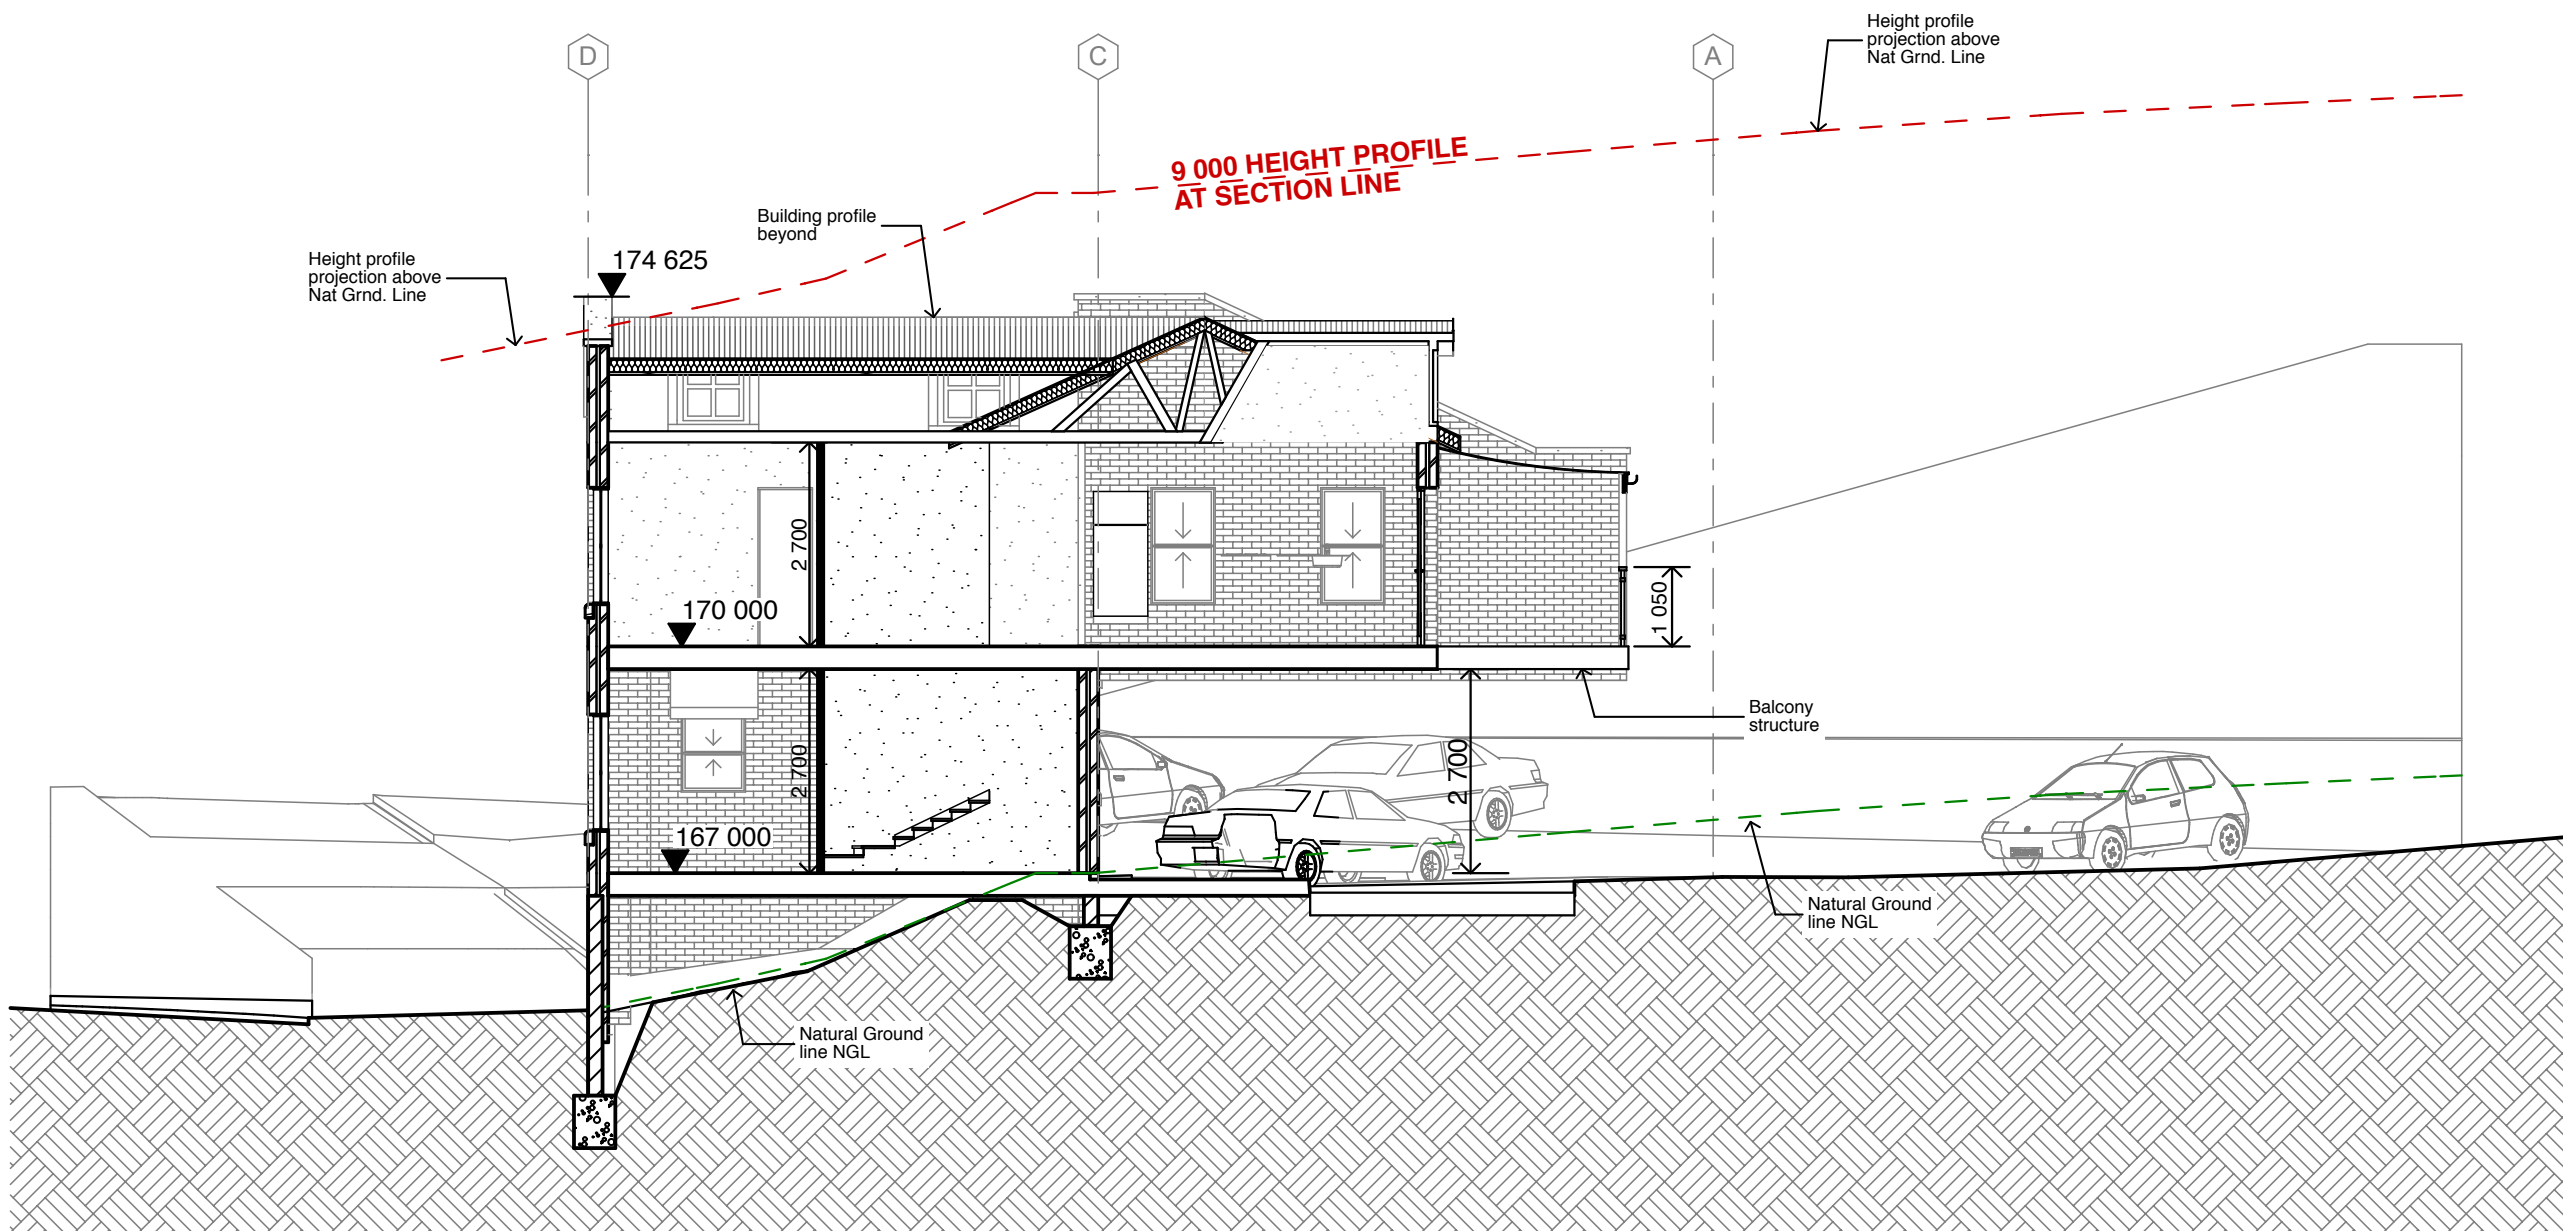 Height profile
projection above
Nat Grnd. Line
D
C
A
9 000 HEIGHT PROFILE
AT SECTION LINE
Building profile
beyond
Height profile
projection above
Nat Grnd. Line
174 625
2 700
170 000
1 050
Balcony
structure
2 700
2 700
167 000
Natural Ground
line NGL
Natural Ground
line NGL